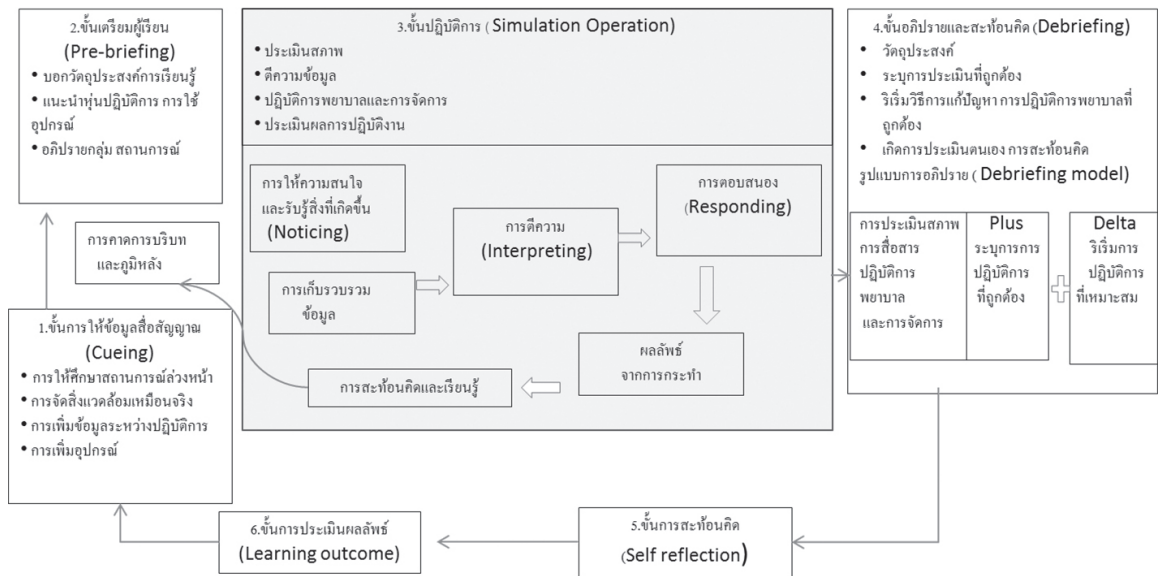 2.ขั้นเตรียมผู้เรียน
(Pre-briefing)
• บอกวัตถุประสงค์การเรียนรู้
• แนะนำหุ่นปฏิบัติการ การใช้
อุปกรณ์
• อภิปรายกลุ่ม สถานการณ์
3.ขั้นปฏิบัติการ (Simulation Operation)
• ประเมินสภาพ
• ตีความข้อมูล
• ปฏิบัติการพยาบาลและการจัดการ
• ประเมินผลการปฏิบัติงาน
4.ขั้นอภิปรายและสะท้อนคิด (Debriefing)
• วัตถุประสงค์
• ระบุการประเมินที่ถูกต้อง
• ริเริ่มวิธีการแก้ปัญหา การปฏิบัติการพยาบาลที่
ถูกต้อง
• เกิดการประเมินตนเอง การสะท้อนคิด
รูปแบบการอภิปราย ( Debriefing model)
การให้ความสนใจ
และรับรู้สิ่งที่เกิดขึ้น
(Noticing)
การเก็บรวบรวม
ข้อมูล
การตีความ
(Interpreting)
การตอบสนอง
(Responding)
ผลลัพธ์
จากการกระทำ
การสะท้อนคิดและเรียนรู้
การคาดการบริบท
และภูมิหลัง
การประเมินสภาพ
การสื่อสาร
ปฏิบัติการ
พยาบาล
และการจัดการ
Plus
ระบุการการ
ปฏิบัติการ
ที่ถูกต้อง
Delta
ริเริ่มการ
ปฏิบัติการ
ที่เหมาะสม
1.ขั้นการให้ข้อมูลสื่อสัญญาณ
(Cueing)
• การให้ศึกษาสถานการณ์ล่วงหน้า
• การจัดสิ่งแวดล้อมเหมือนจริง
• การเพิ่มข้อมูลระหว่างปฏิบัติการ
• การเพิ่มอุปกรณ์
6.ขั้นการประเมินผลลัพธ์
(Learning outcome)
5.ขั้นการสะท้อนคิด
(Self reflection)